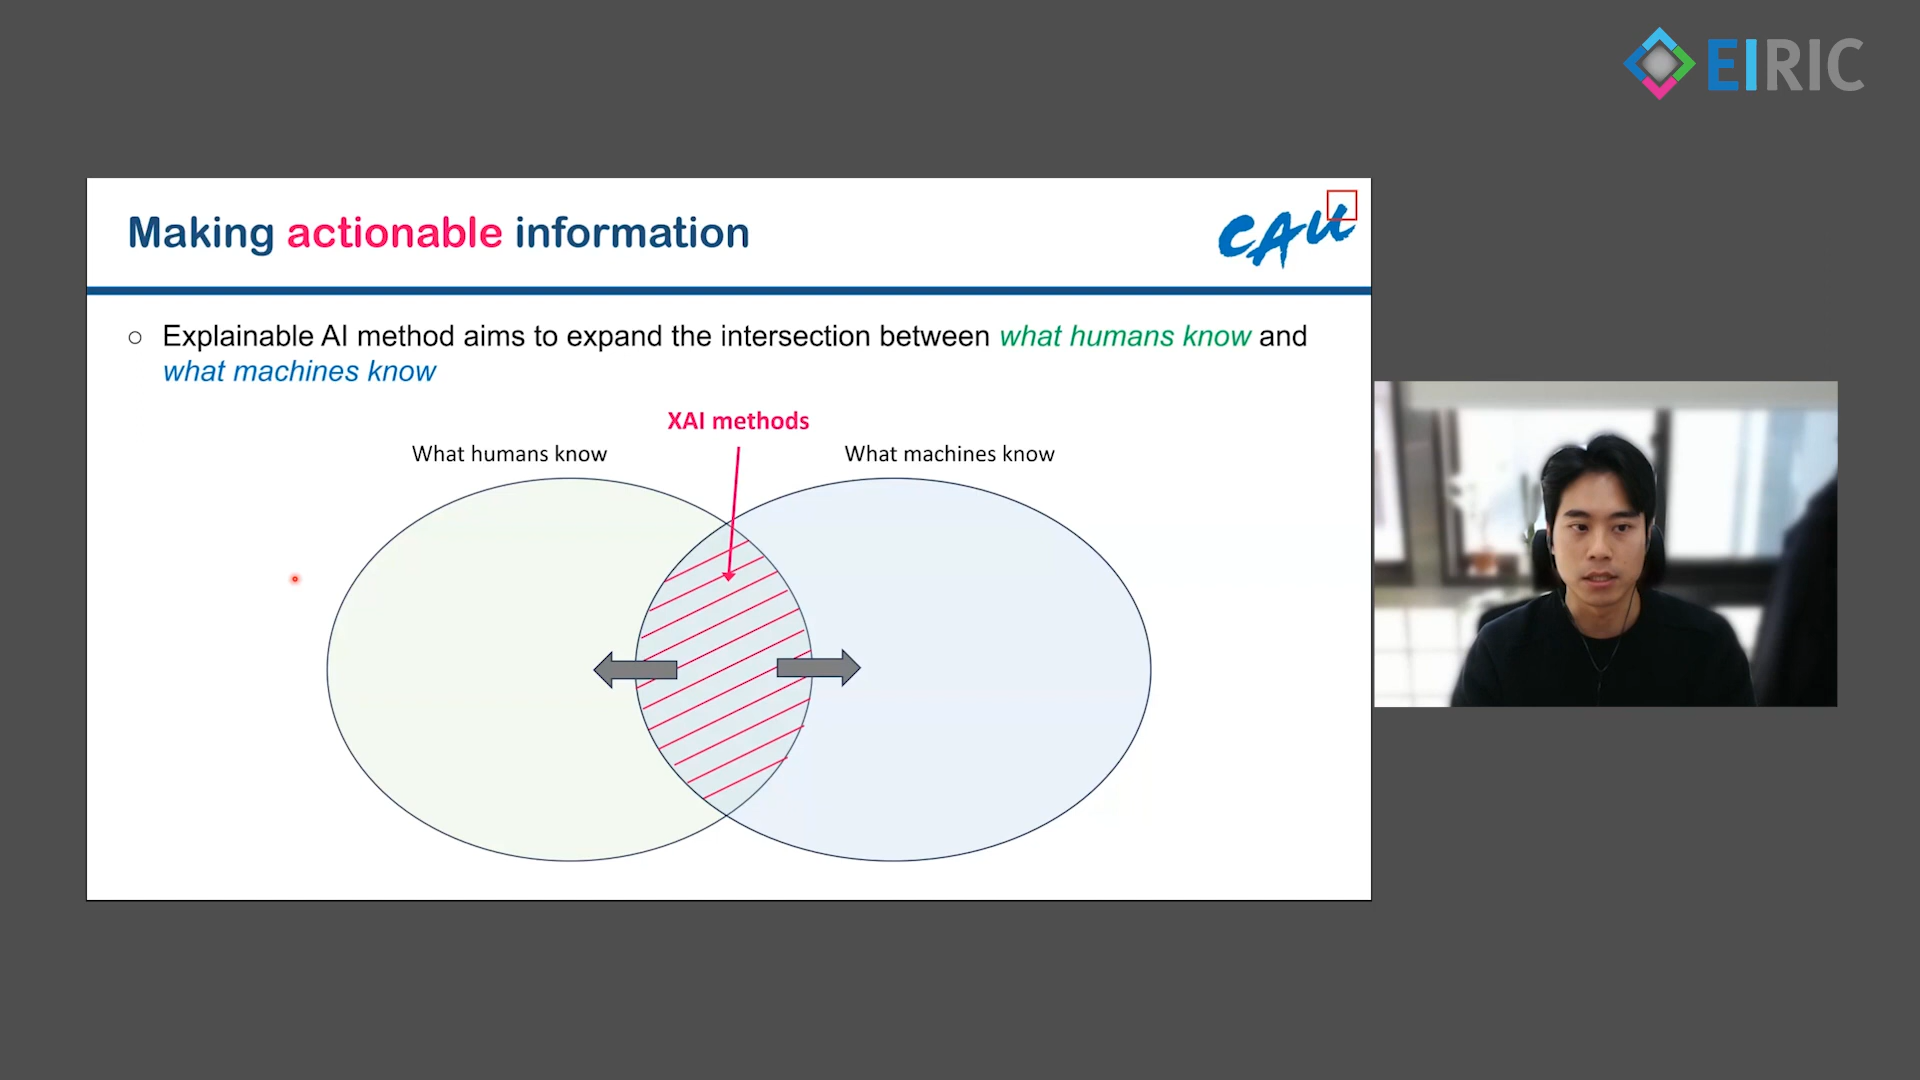 EIRIC
Making actionable information
CAU
○ Explainable AI method aims to expand the intersection between what humans know and
what machines know
XAI methods
What humans know
What machines know